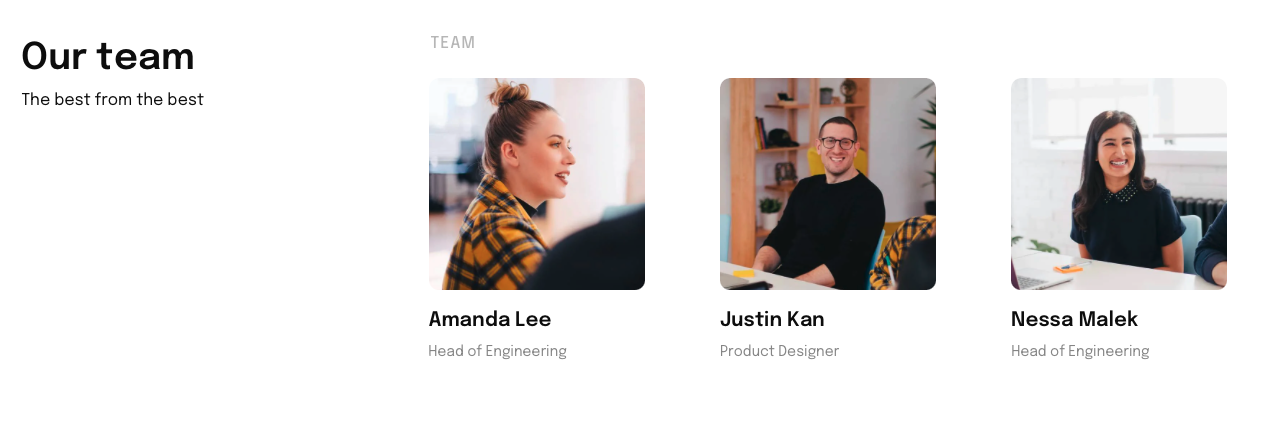 Our team
The best from the best
TEAM
Amanda Lee
Head of Engineering
Justin Kan
Product Designer
Nessa Malek
Head of Engineering